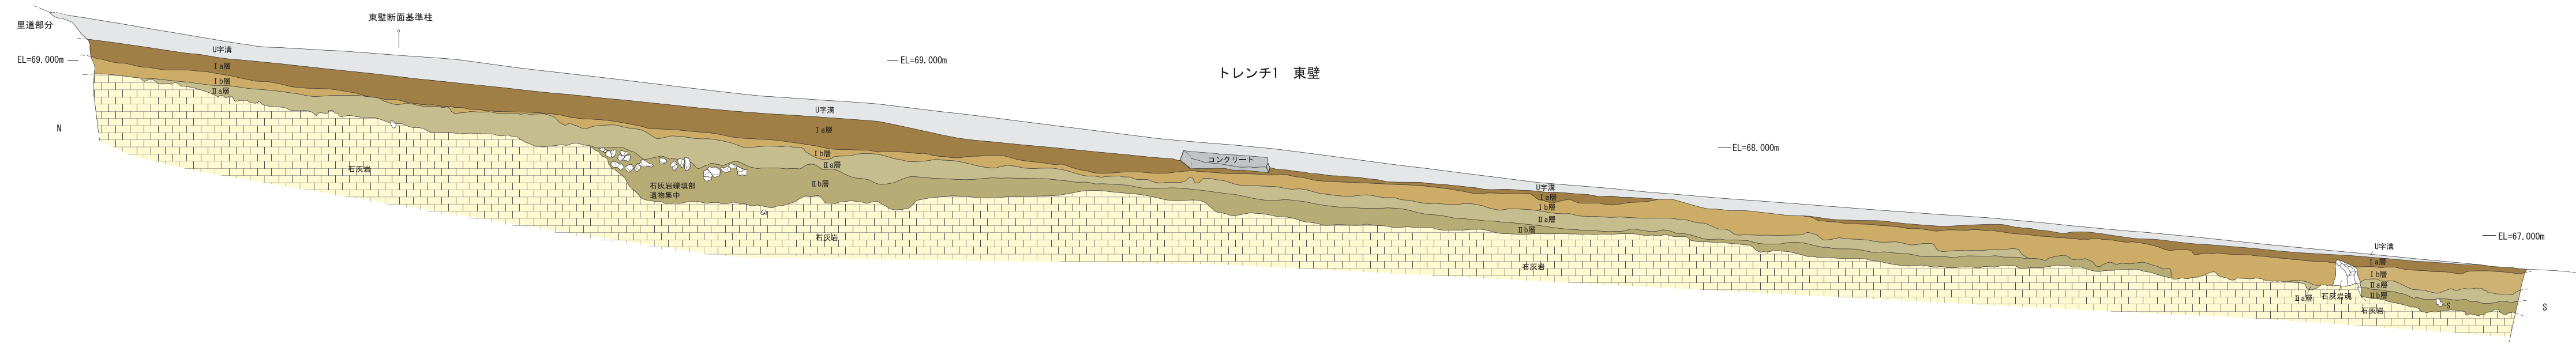 里道部分
東壁断面基準柱
EL=69.000m
EL=69.000m
トレンチ1　東壁
EL=68.000m
EL=67.000m
N
S
U字溝
Ⅰa層
Ⅰb層
Ⅱa層
石灰岩
石灰岩礫填部
遺物集中
U字溝
Ⅰa層
Ⅰb層
Ⅱa層
Ⅱb層
石灰岩
コンクリート
U字溝
Ⅰa層
Ⅰb層
Ⅱa層
Ⅱb層
石灰岩
U字溝
Ⅰa層
Ⅰb層
Ⅱa層
Ⅱb層
石灰岩
Ⅱa層
石灰岩魂
S